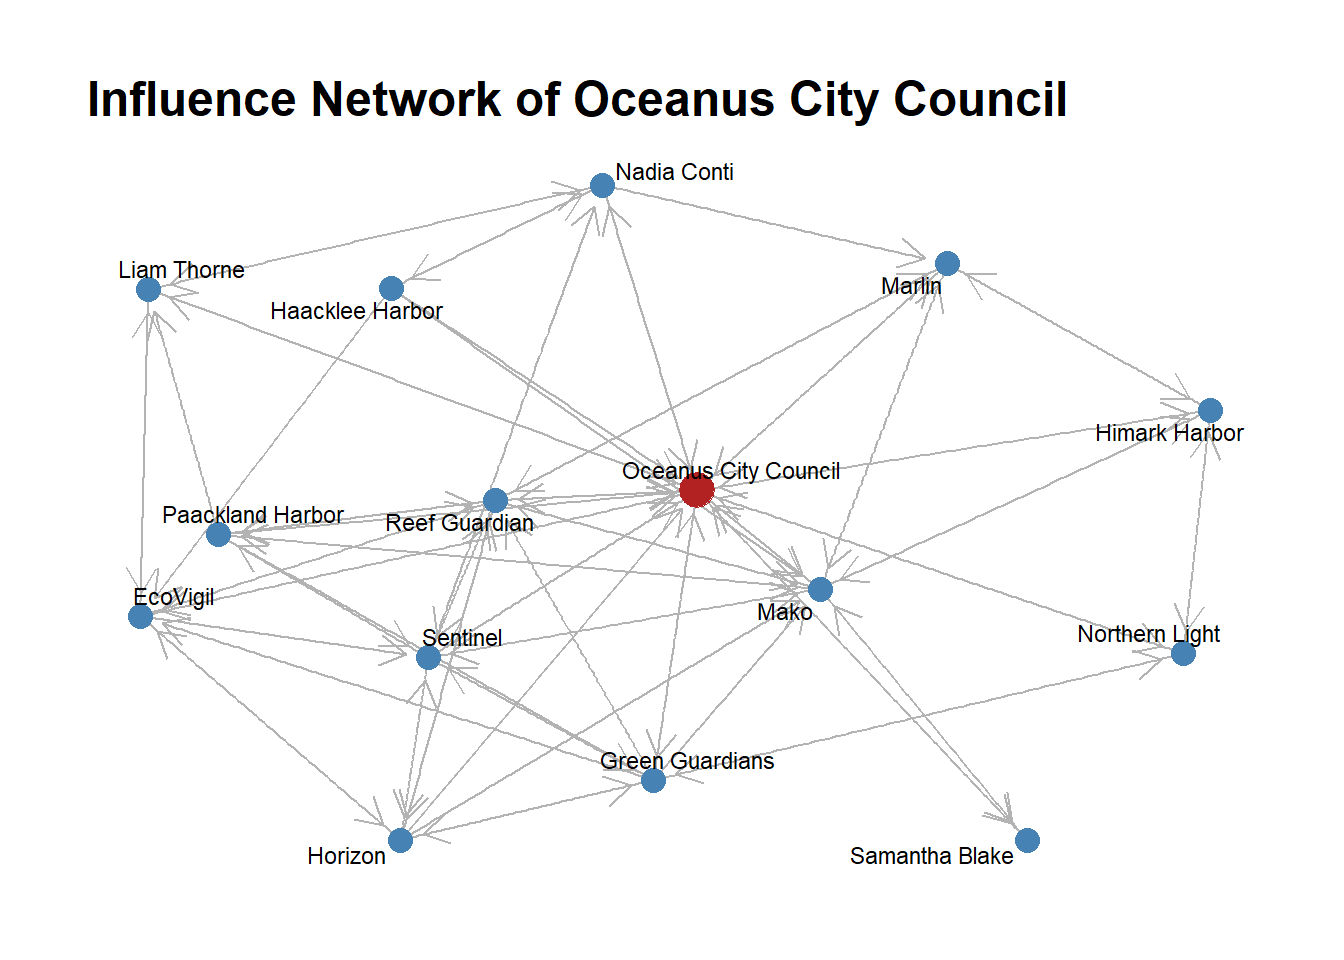 Influence Network of Oceanus City Council
Nadia Conti
Liam Thorne
Marlin
Haacklee Harbor
Himark Harbor
Oceanus City Council
Paackland Harbor
Reef Guardian
EcoVigil
Mako
Sentinel
Northern Light
Green Guardians
Horizon
Samantha Blake